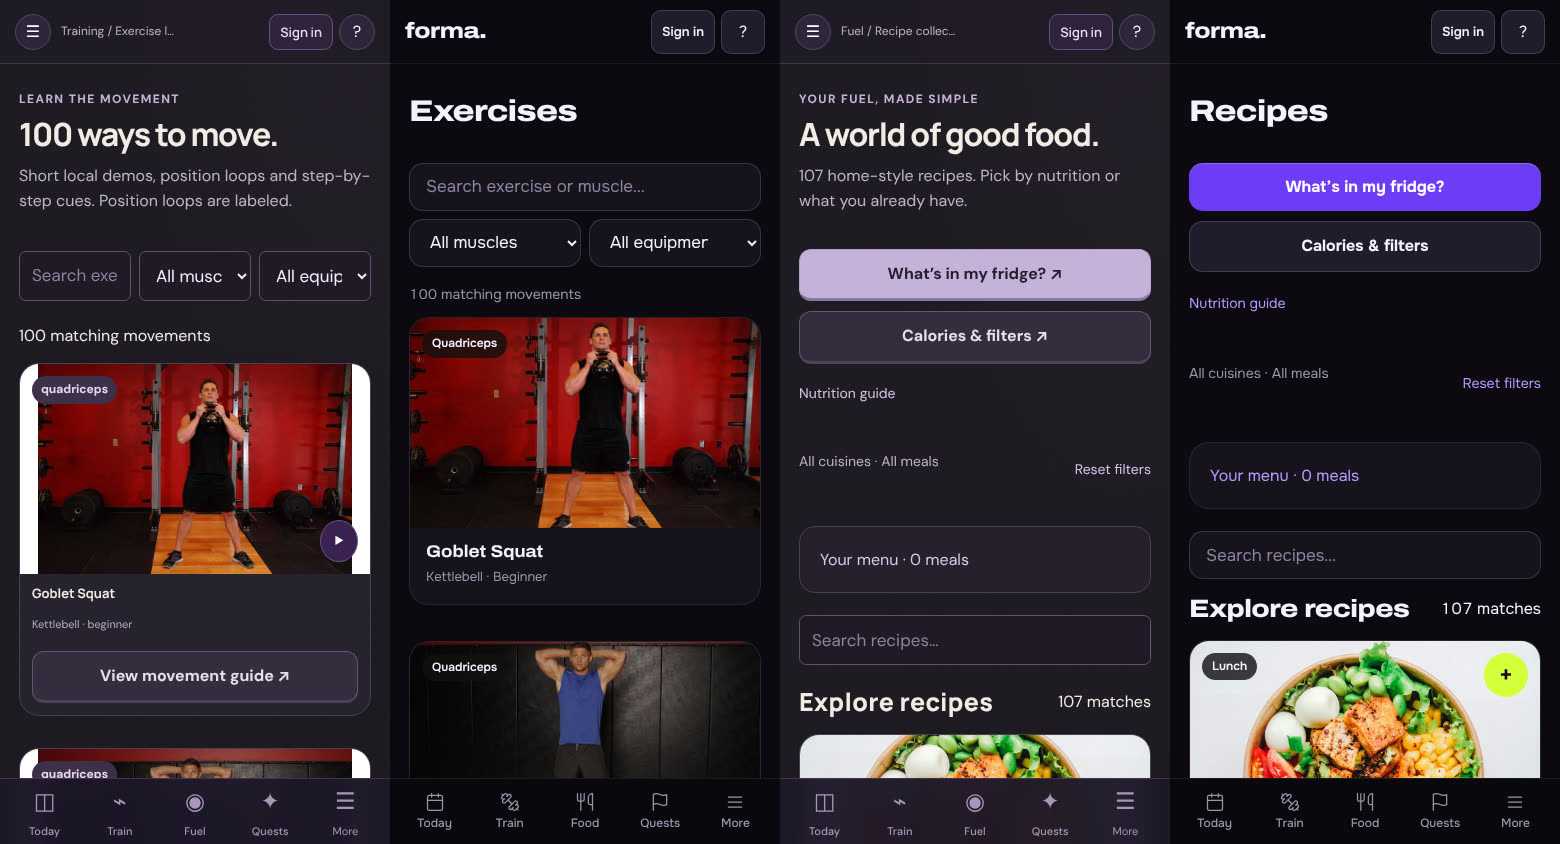 ☰ Training / Exercise l... Sign in ?
LEARN THE MOVEMENT
100 ways to move.
Short local demos, position loops and step-by-
step cues. Position loops are labeled.
Search exe All musc All equip
100 matching movements
quadriceps
Goblet Squat
Kettlebell · beginner
View movement guide ↗
quadriceps
Today Train Fuel Quests More
forma. Sign in ?
Exercises
Search exercise or muscle...
All muscles All equipmer
100 matching movements
Quadriceps
Goblet Squat
Kettlebell · Beginner
Quadriceps
Today Train Food Quests More
☰ Fuel / Recipe collec... Sign in ?
YOUR FUEL, MADE SIMPLE
A world of good food.
107 home-style recipes. Pick by nutrition or
what you already have.
What's in my fridge? ↗
Calories & filters ↗
Nutrition guide
All cuisines · All meals
Reset filters
Your menu · 0 meals
Search recipes...
Explore recipes 107 matches
Today Train Fuel Quests More
forma. Sign in ?
Recipes
What's in my fridge?
Calories & filters
Nutrition guide
All cuisines · All meals
Reset filters
Your menu · 0 meals
Search recipes...
Explore recipes 107 matches
Lunch +
Today Train Food Quests More